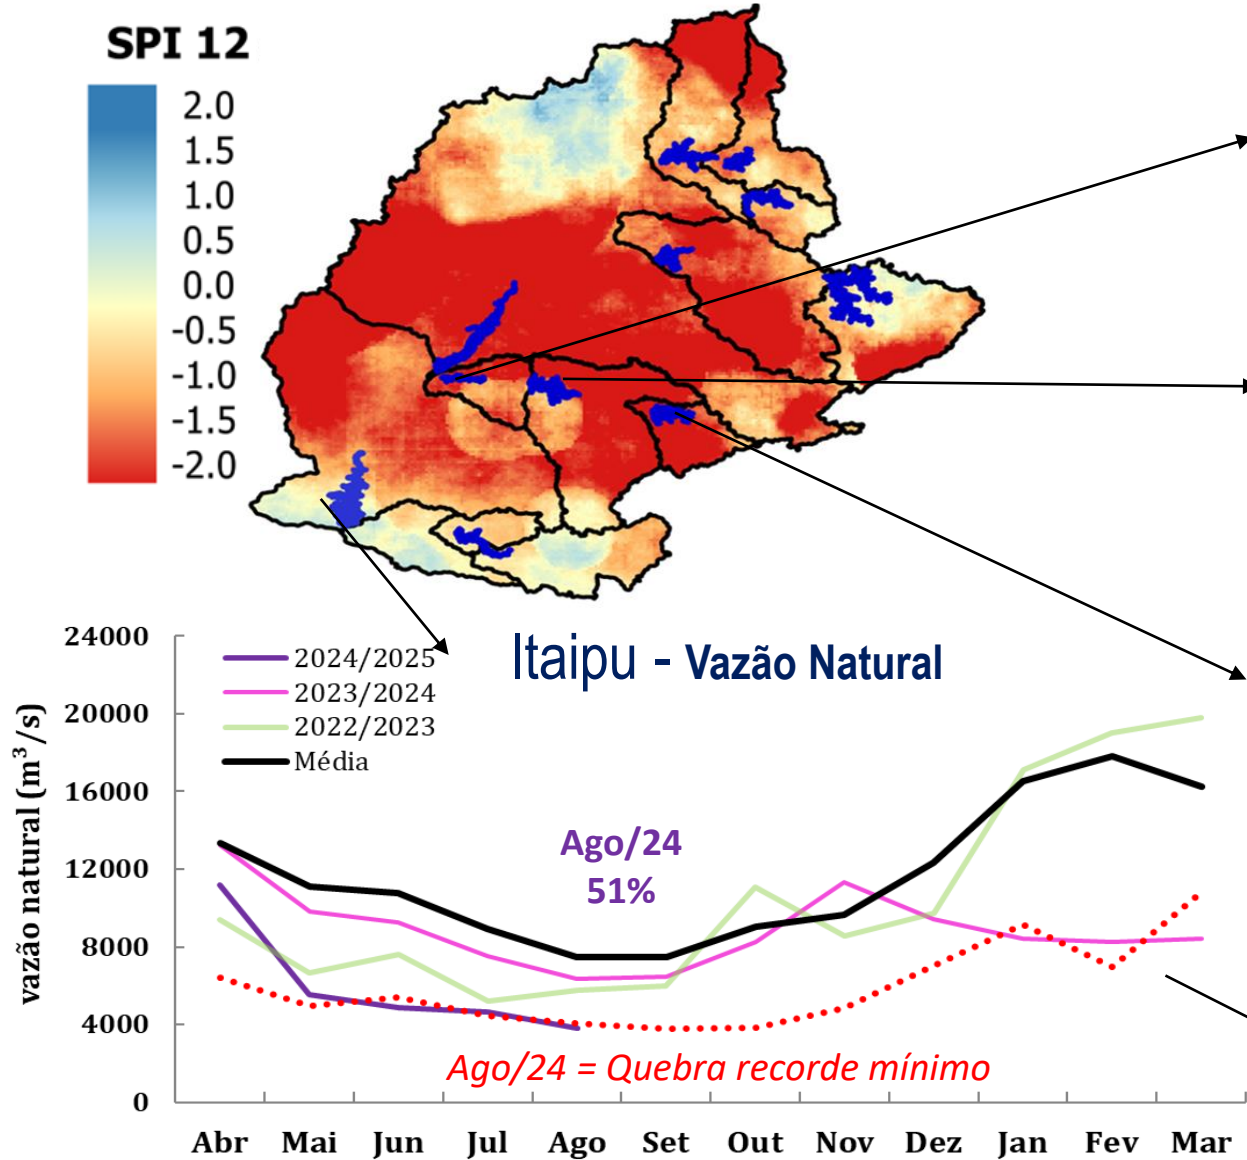 SPI 12
2.0
1.5
1.0
0.5
0.0
-0.5
-1.0
-1.5
-2.0
Itaipu - Vazão Natural
vazão natural (m³/s)
24000
20000
16000
12000
8000
4000
0
2024/2025
2023/2024
2022/2023
Média
Ago/24
51%
Ago/24 = Quebra recorde mínimo
Abr Mai Jun Jul Ago Set Out Nov Dez Jan Fev Mar